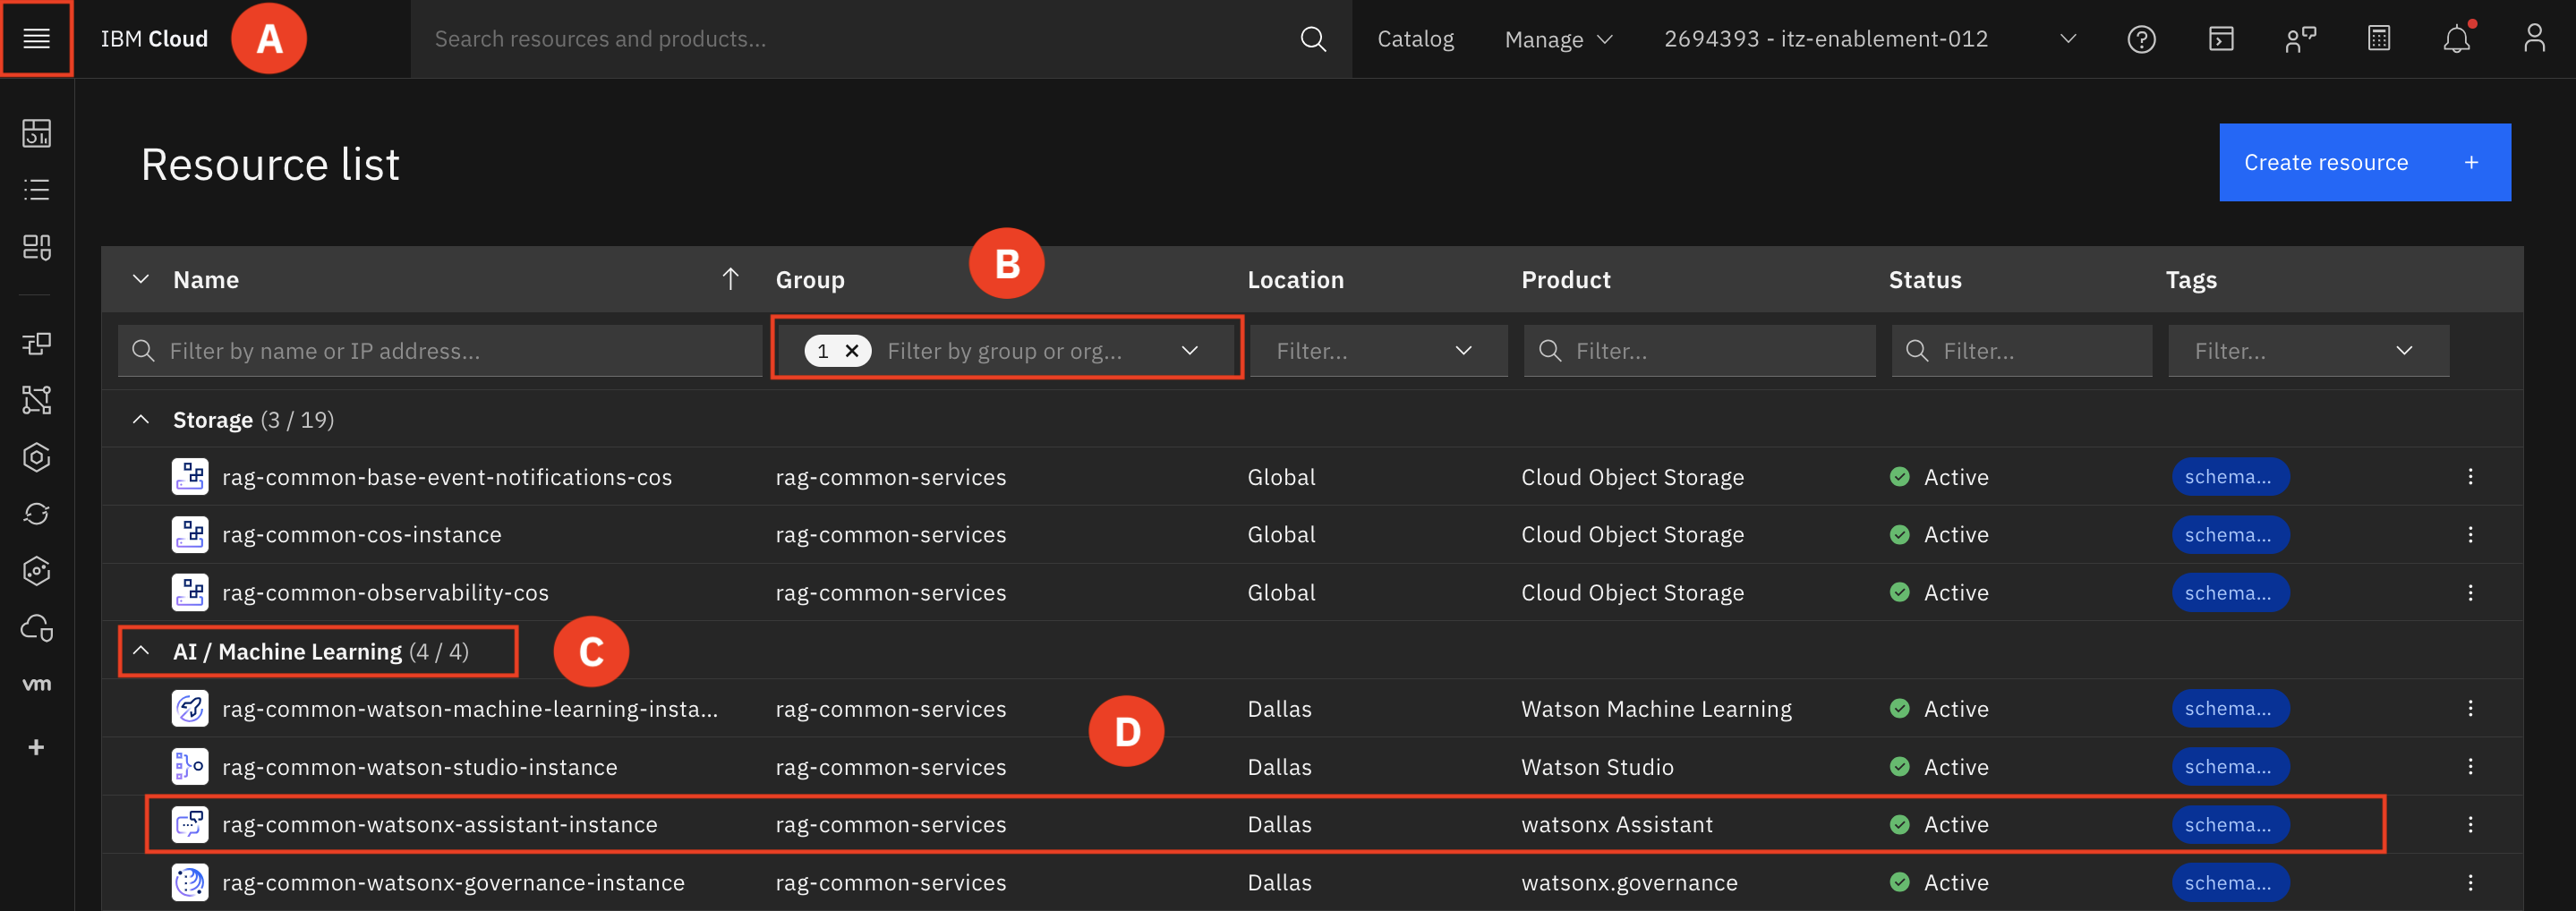 IBM Cloud
A
Search resources and products...
Catalog
Manage
2694393 - itz-enablement-012
Resource list
Create resource +
B
Name
Group
Location
Product
Status
Tags
Filter by name or IP address...
1
Filter by group or org...
Filter...
Filter...
Filter...
Filter...
Storage (3 / 19)
rag-common-base-event-notifications-cos rag-common-services Global Cloud Object Storage Active schema...
rag-common-cos-instance rag-common-services Global Cloud Object Storage Active schema...
rag-common-observability-cos rag-common-services Global Cloud Object Storage Active schema...
AI / Machine Learning (4 / 4)
C
rag-common-watson-machine-learning-insta... rag-common-services Dallas Watson Machine Learning Active schema...
D
rag-common-watson-studio-instance rag-common-services Dallas Watson Studio Active schema...
rag-common-watsonx-assistant-instance rag-common-services Dallas watsonx Assistant Active schema...
rag-common-watsonx-governance-instance rag-common-services Dallas watsonx.governance Active schema...
vm